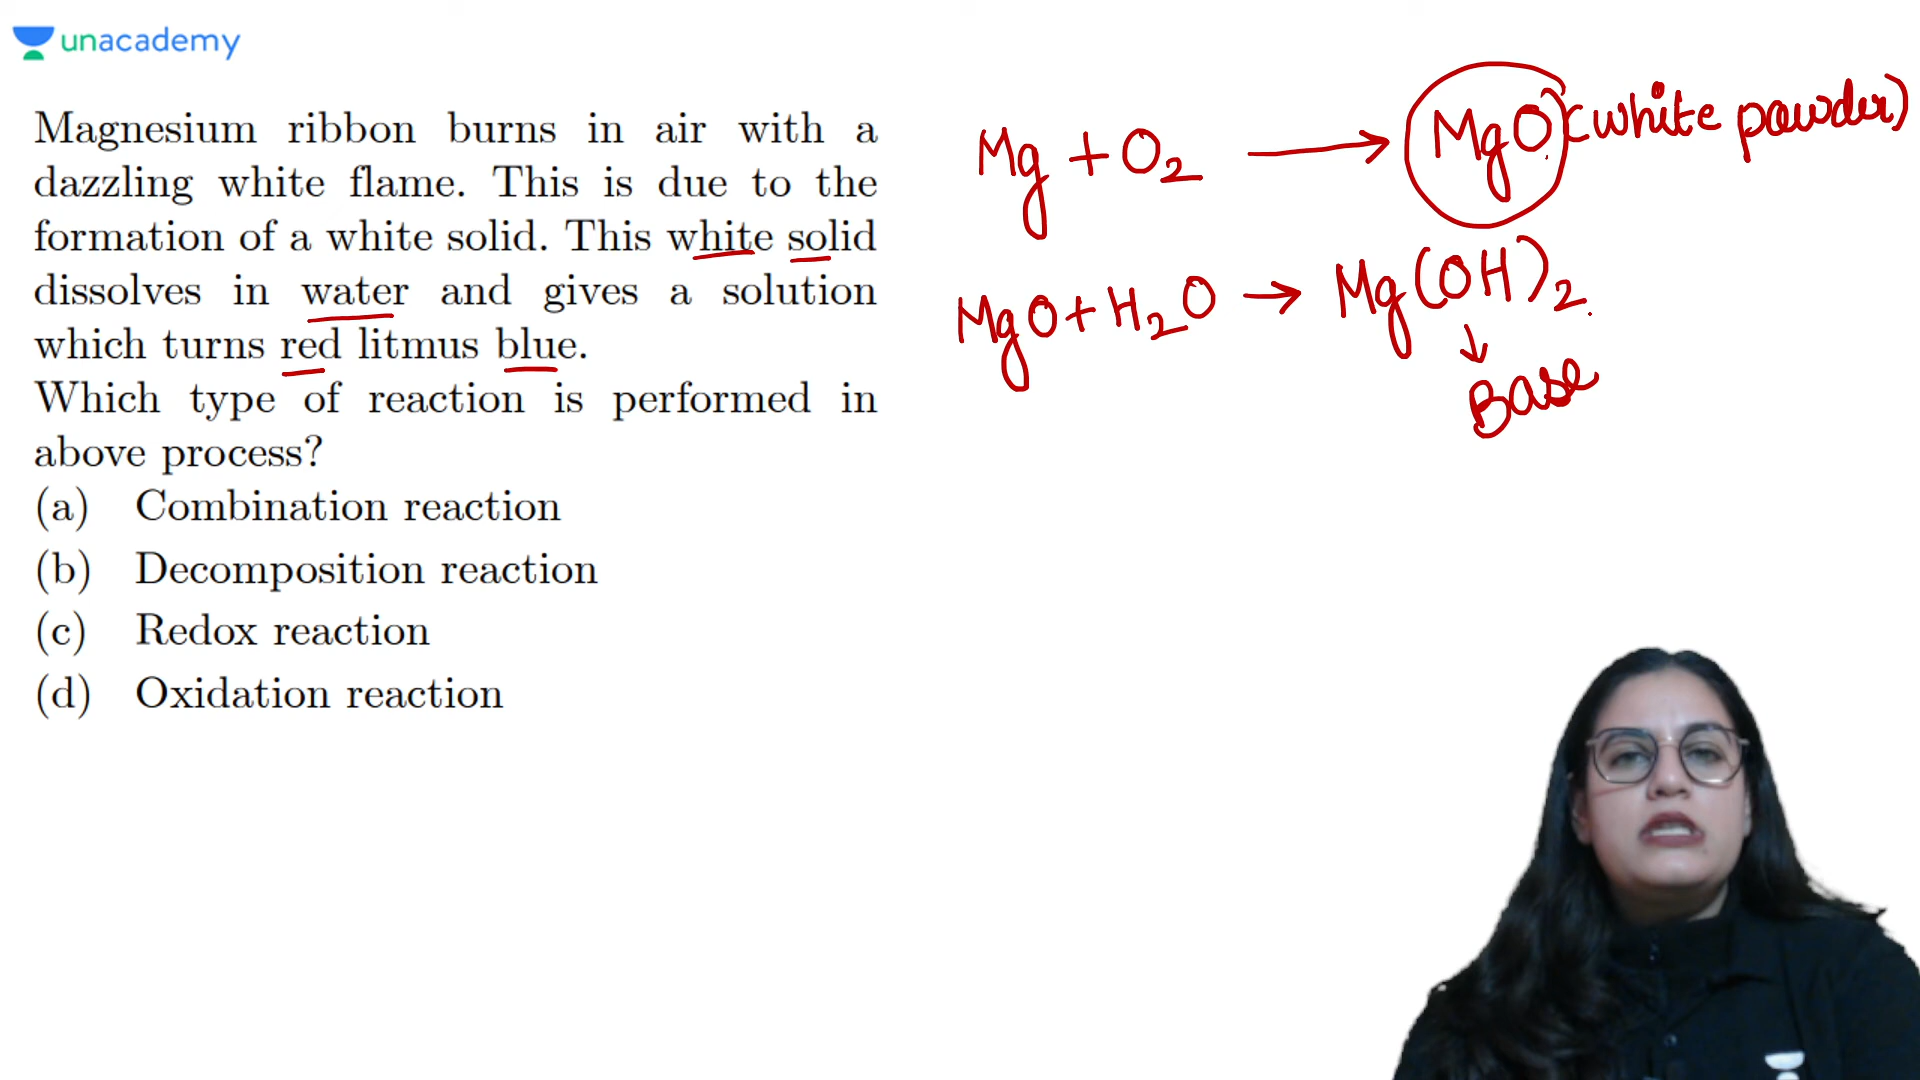 unacademy
Magnesium ribbon burns in air with a
dazzling white flame. This is due to the
formation of a white solid. This white solid
dissolves in water and gives a solution
which turns red litmus blue.
Which type of reaction is performed in
above process?
(a) Combination reaction
(b) Decomposition reaction
(c) Redox reaction
(d) Oxidation reaction
Mg + O₂ → MgO (white powder)
MgO + H₂O → Mg(OH)₂
↓
Base